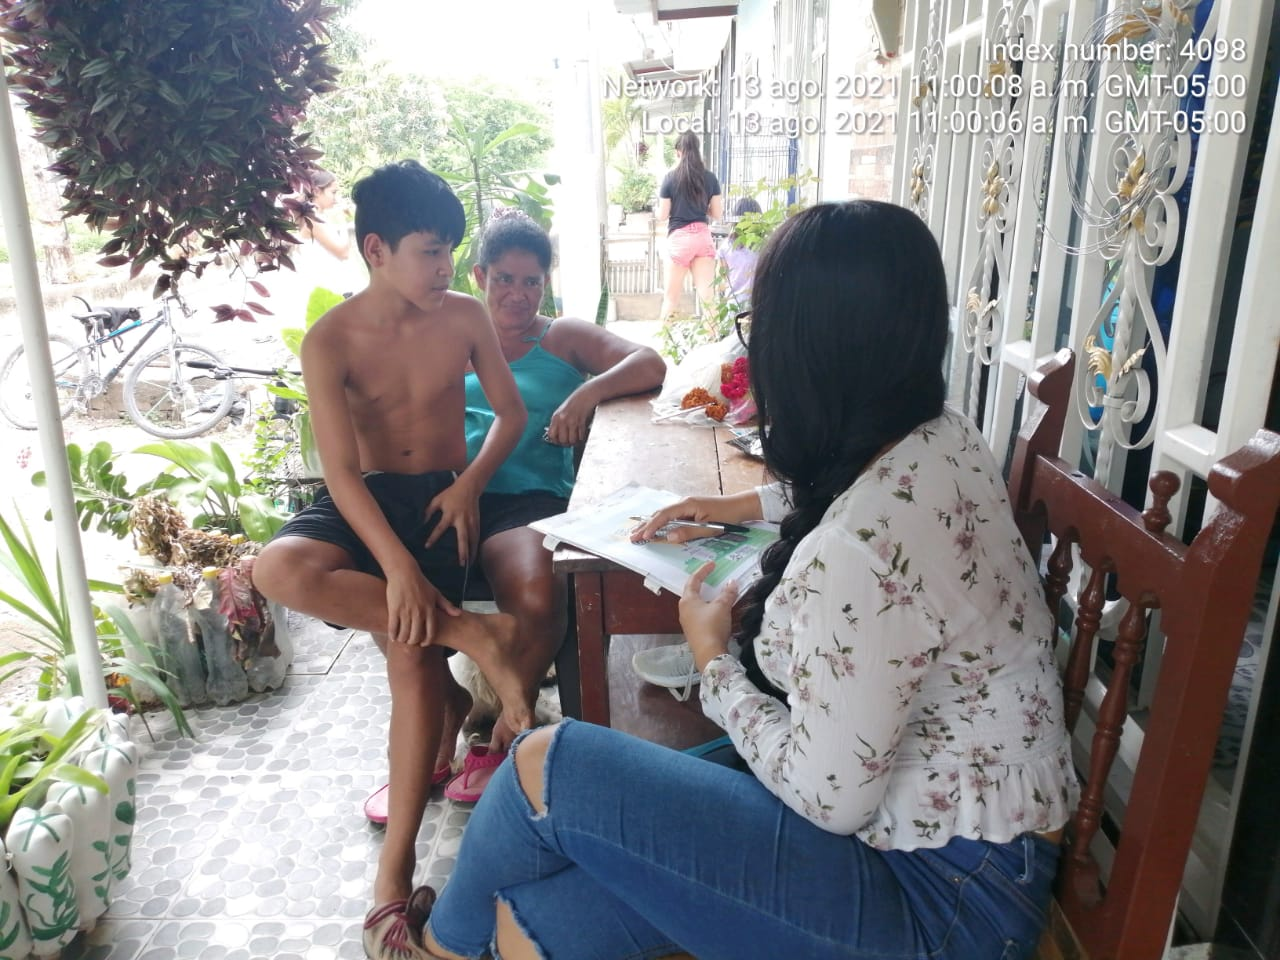 Index number: 4098
Network: 13 ago. 2021 11:00:08 a. m. GMT-05:00
Local: 13 ago. 2021 11:00:06 a. m. GMT-05:00